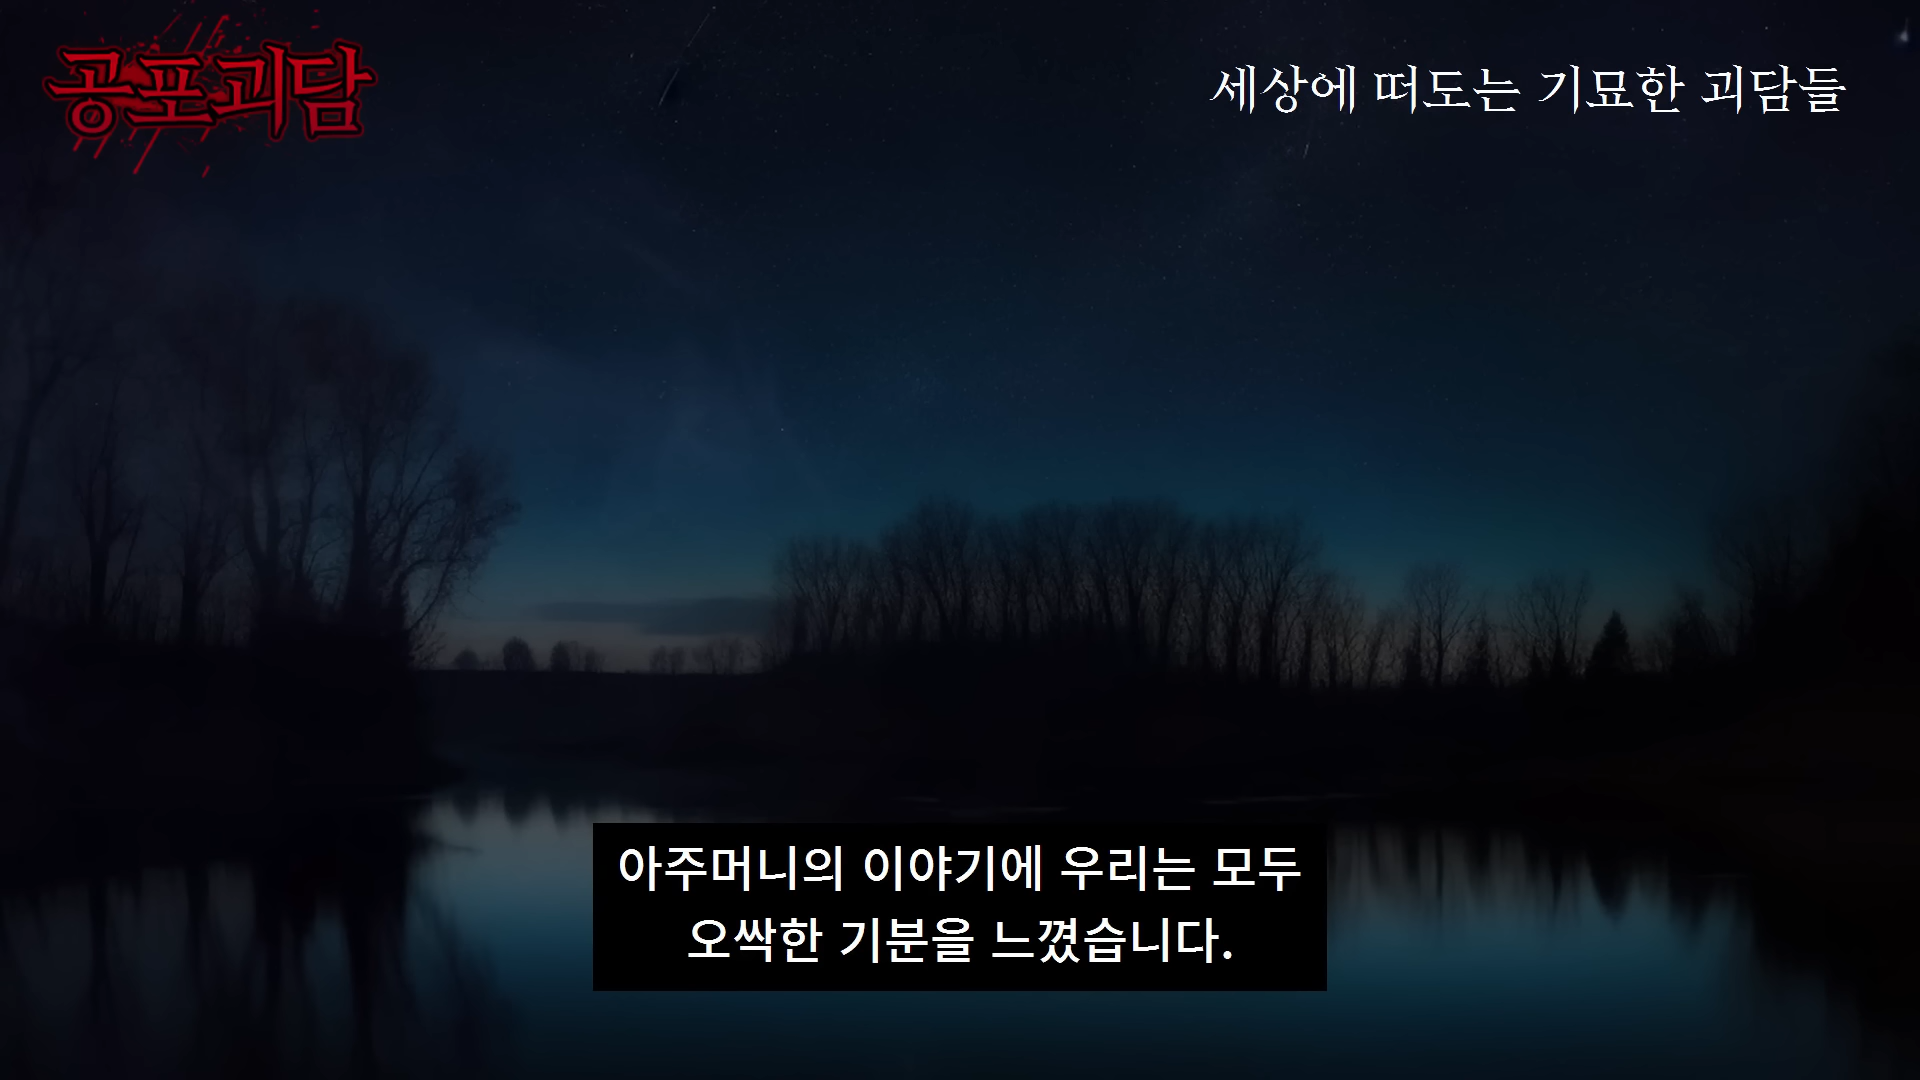 공포괴담
세상에 떠도는 기묘한 괴담들
아주머니의 이야기에 우리는 모두
오싹한 기분을 느꼈습니다.